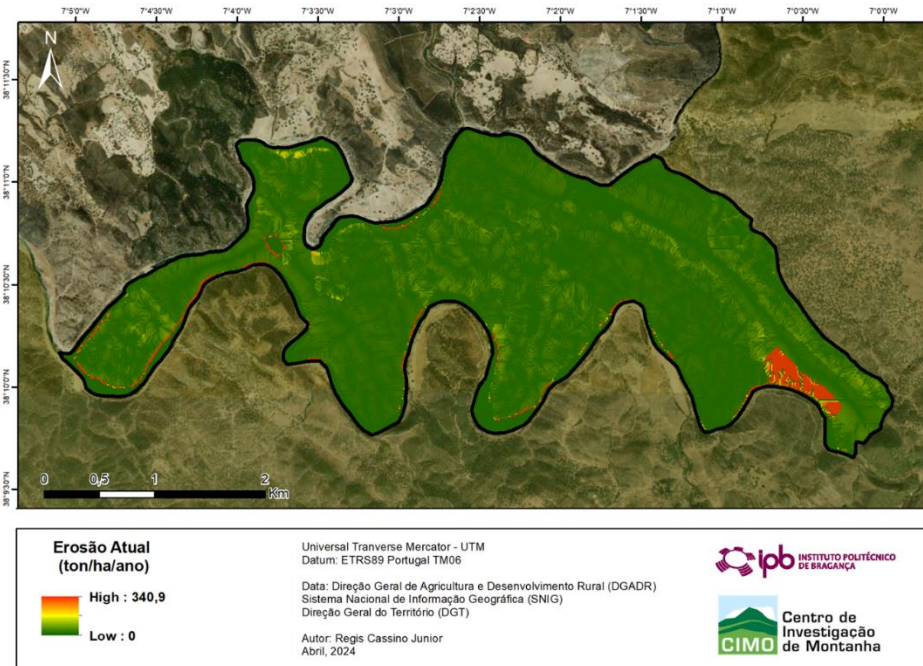 7°5'0"W 7°4'30"W 7°4'0"W 7°3'30"W 7°3'0"W 7°2'30"W 7°2'0"W 7°1'30"W 7°1'0"W 7°0'30"W 7°0'0"W
N
38°11'30"N
38°11'0"N
38°10'30"N
38°10'0"N
38°9'30"N
0 0,5 1 2
Km
Erosão Atual
(ton/ha/ano)
High : 340,9
Low : 0
Universal Tranverse Mercator - UTM
Datum: ETRS89 Portugal TM06
Data: Direção Geral de Agricultura e Desenvolvimento Rural (DGADR)
Sistema Nacional de Informação Geográfica (SNIG)
Direção Geral do Território (DGT)
Autor: Regis Cassino Junior
Abril, 2024
ipb INSTITUTO POLITÉCNICO
DE BRAGANÇA
CIMO
Centro de
Investigação
de Montanha